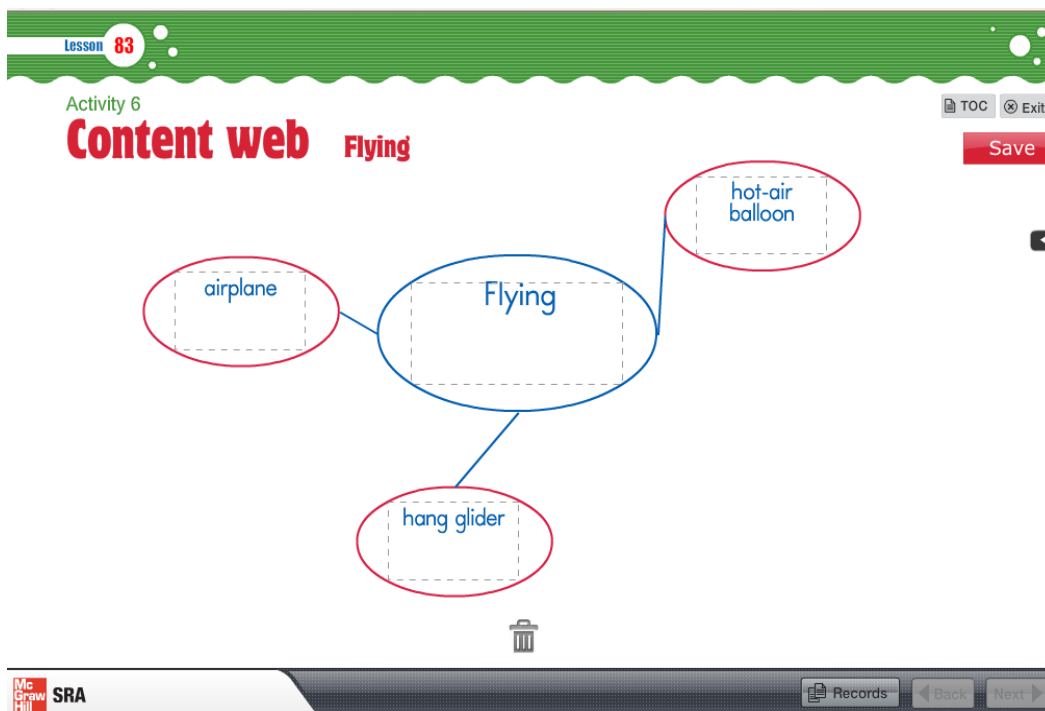 Lesson 83
Activity 6
TOC
Exit
Content web Flying
Save
hot-air
balloon
airplane
Flying
hang glider
Mc
Graw
Hill
SRA
Records
Back
Next